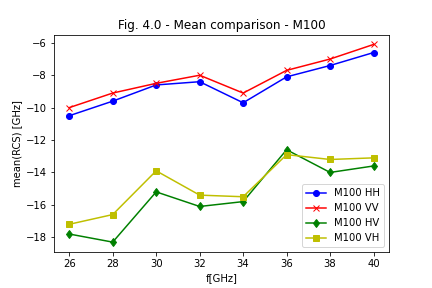 Fig. 4.0 - Mean comparison - M100
−6
−8
−10
−12
−14
−16
−18
mean(RCS) [GHz]
M100 HH
M100 VV
M100 HV
M100 VH
26 28 30 32 34 36 38 40
f[GHz]